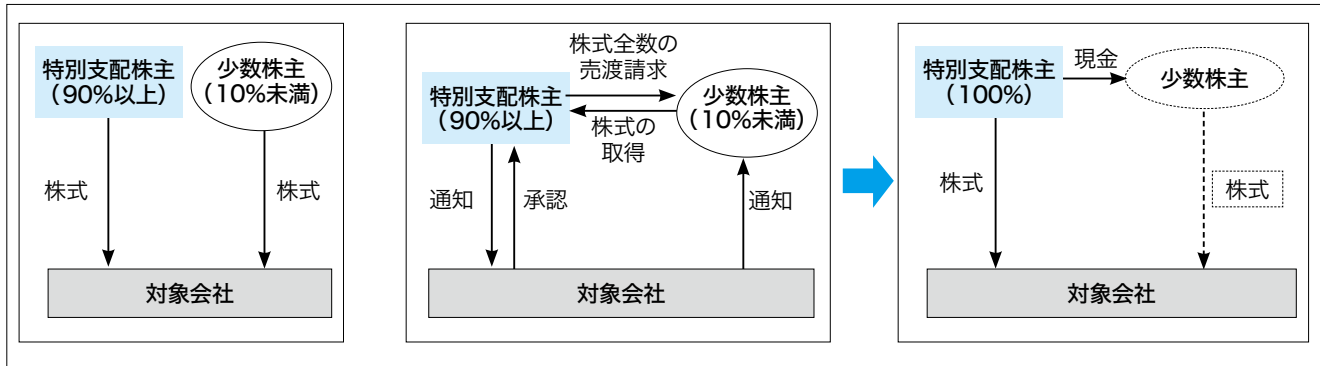 特別支配株主
(90%以上)
少数株主
(10%未満)
株式
株式
対象会社
株式全数の
売渡請求
特別支配株主
(90%以上)
少数株主
(10%未満)
株式の
取得
通知
承認
通知
対象会社
特別支配株主
(100%)
現金
少数株主
株式
株式
対象会社